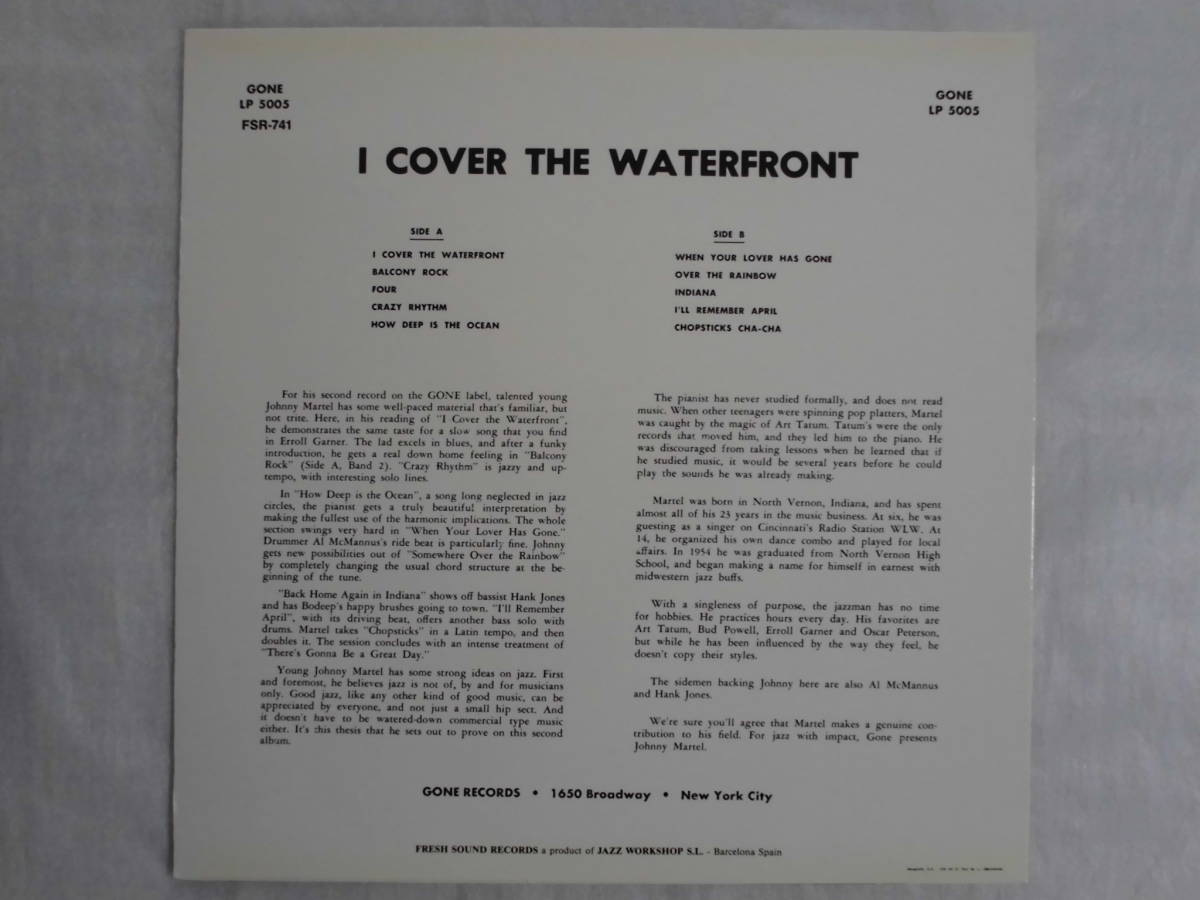 GONE
LP 5005
FSR-741
GONE
LP 5005
I COVER THE WATERFRONT
SIDE A
I COVER THE WATERFRONT
BALCONY ROCK
FOUR
CRAZY RHYTHM
HOW DEEP IS THE OCEAN
SIDE B
WHEN YOUR LOVER HAS GONE
OVER THE RAINBOW
INDIANA
I'LL REMEMBER APRIL
CHOPSTICKS CHA-CHA
For his second record on the GONE label, talented young
Johnny Martel has some well-paced material that's familiar, but
not trite. Here, in his reading of "I Cover the Waterfront",
he demonstrates the same taste for a slow song that you find
in Erroll Garner. The lad excels in blues, and after a funky
introduction, he gets a real down home feeling in "Balcony
Rock" (Side A, Band 2). "Crazy Rhythm" is jazzy and up-
tempo, with interesting solo lines.
In "How Deep is the Ocean", a song long neglected in jazz
circles, the pianist gets a truly beautiful interpretation by
making the fullest use of the harmonic implications. The whole
section swings very hard in "When Your Lover Has Gone."
Drummer Al McMannus's ride beat is particularly fine. Johnny
gets new possibilities out of "Somewhere Over the Rainbow"
by completely changing the usual chord structure at the be-
ginning of the tune.
"Back Home Again in Indiana" shows off bassist Hank Jones
and has Bodeep's happy brushes going to town. "I'll Remember
April", with its driving beat, offers another bass solo with
drums. Martel takes "Chopsticks" in a Latin tempo, and then
doubles it. The session concludes with an intense treatment of
"There's Gonna Be a Great Day."
Young Johnny Martel has some strong ideas on jazz. First
and foremost, he believes jazz is not of, by and for musicians
only. Good jazz, like any other kind of good music, can be
appreciated by everyone, and not just a small hip sect. And
it doesn't have to be watered-down commercial type music
either. It's this thesis that he sets out to prove on this second
album.
The pianist has never studied formally, and does not read
music. When other teenagers were spinning pop platters, Martel
was caught by the magic of Art Tatum. Tatum's were the only
records that moved him, and they led him to the piano. He
was discouraged from taking lessons when he learned that if
he studied music, it would be several years before he could
play the sounds he was already making.
Martel was born in North Vernon, Indiana, and has spent
almost all of his 23 years in the music business. At six, he was
guesting as a singer on Cincinnati's Radio Station WLW. At
14, he organized his own dance combo and played for local
affairs. In 1954 he was graduated from North Vernon High
School, and began making a name for himself in earnest with
midwestern jazz buffs.
With a singleness of purpose, the jazzman has no time
for hobbies. He practices hours every day. His favorites are
Art Tatum, Bud Powell, Erroll Garner and Oscar Peterson,
but while he has been influenced by the way they feel, he
doesn't copy their styles.
The sidemen backing Johnny here are also Al McMannus
and Hank Jones.
We're sure you'll agree that Martel makes a genuine con-
tribution to his field. For jazz with impact, Gone presents
Johnny Martel.
GONE RECORDS • 1650 Broadway • New York City
FRESH SOUND RECORDS a product of JAZZ WORKSHOP S.L. - Barcelona Spain